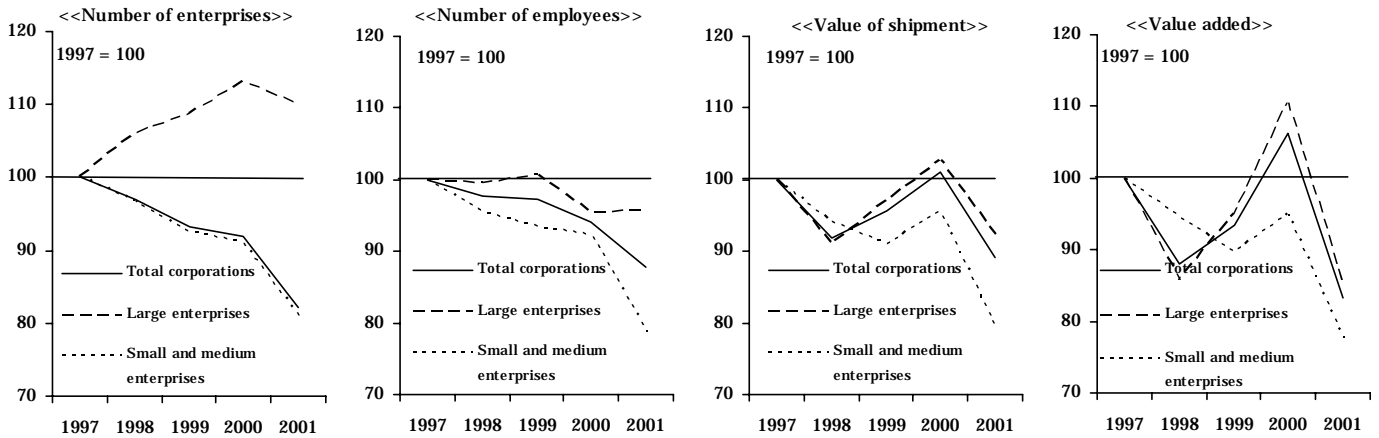 <<Number of enterprises>>
120
1997 = 100
110
100
90
Total corporations
Large enterprises
80
Small and medium
enterprises
70
1997 1998 1999 2000 2001
<<Number of employees>>
120
1997 = 100
110
100
90
Total corporations
Large enterprises
80
Small and medium
enterprises
70
1997 1998 1999 2000 2001
<<Value of shipment>>
120
1997 = 100
110
100
90
Total corporations
Large enterprises
80
Small and medium
enterprises
70
1997 1998 1999 2000 2001
<<Value added>>
120
1997 = 100
110
100
90
Total corporations
Large enterprises
80
Small and medium
enterprises
70
1997 1998 1999 2000 2001